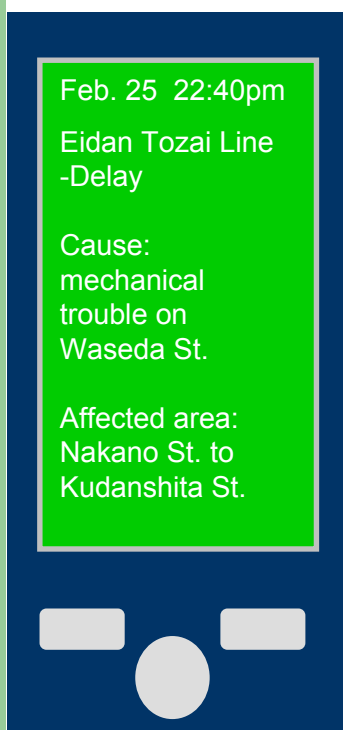 Feb. 25  22:40pm
Eidan Tozai Line
-Delay
Cause:
mechanical
trouble on
Waseda St.
Affected area:
Nakano St. to
Kudanshita St.